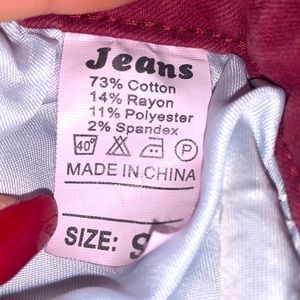 Jeans
73% Cotton
14% Rayon
11% Polyester
2% Spandex
40° P
MADE IN CHINA
SIZE: S